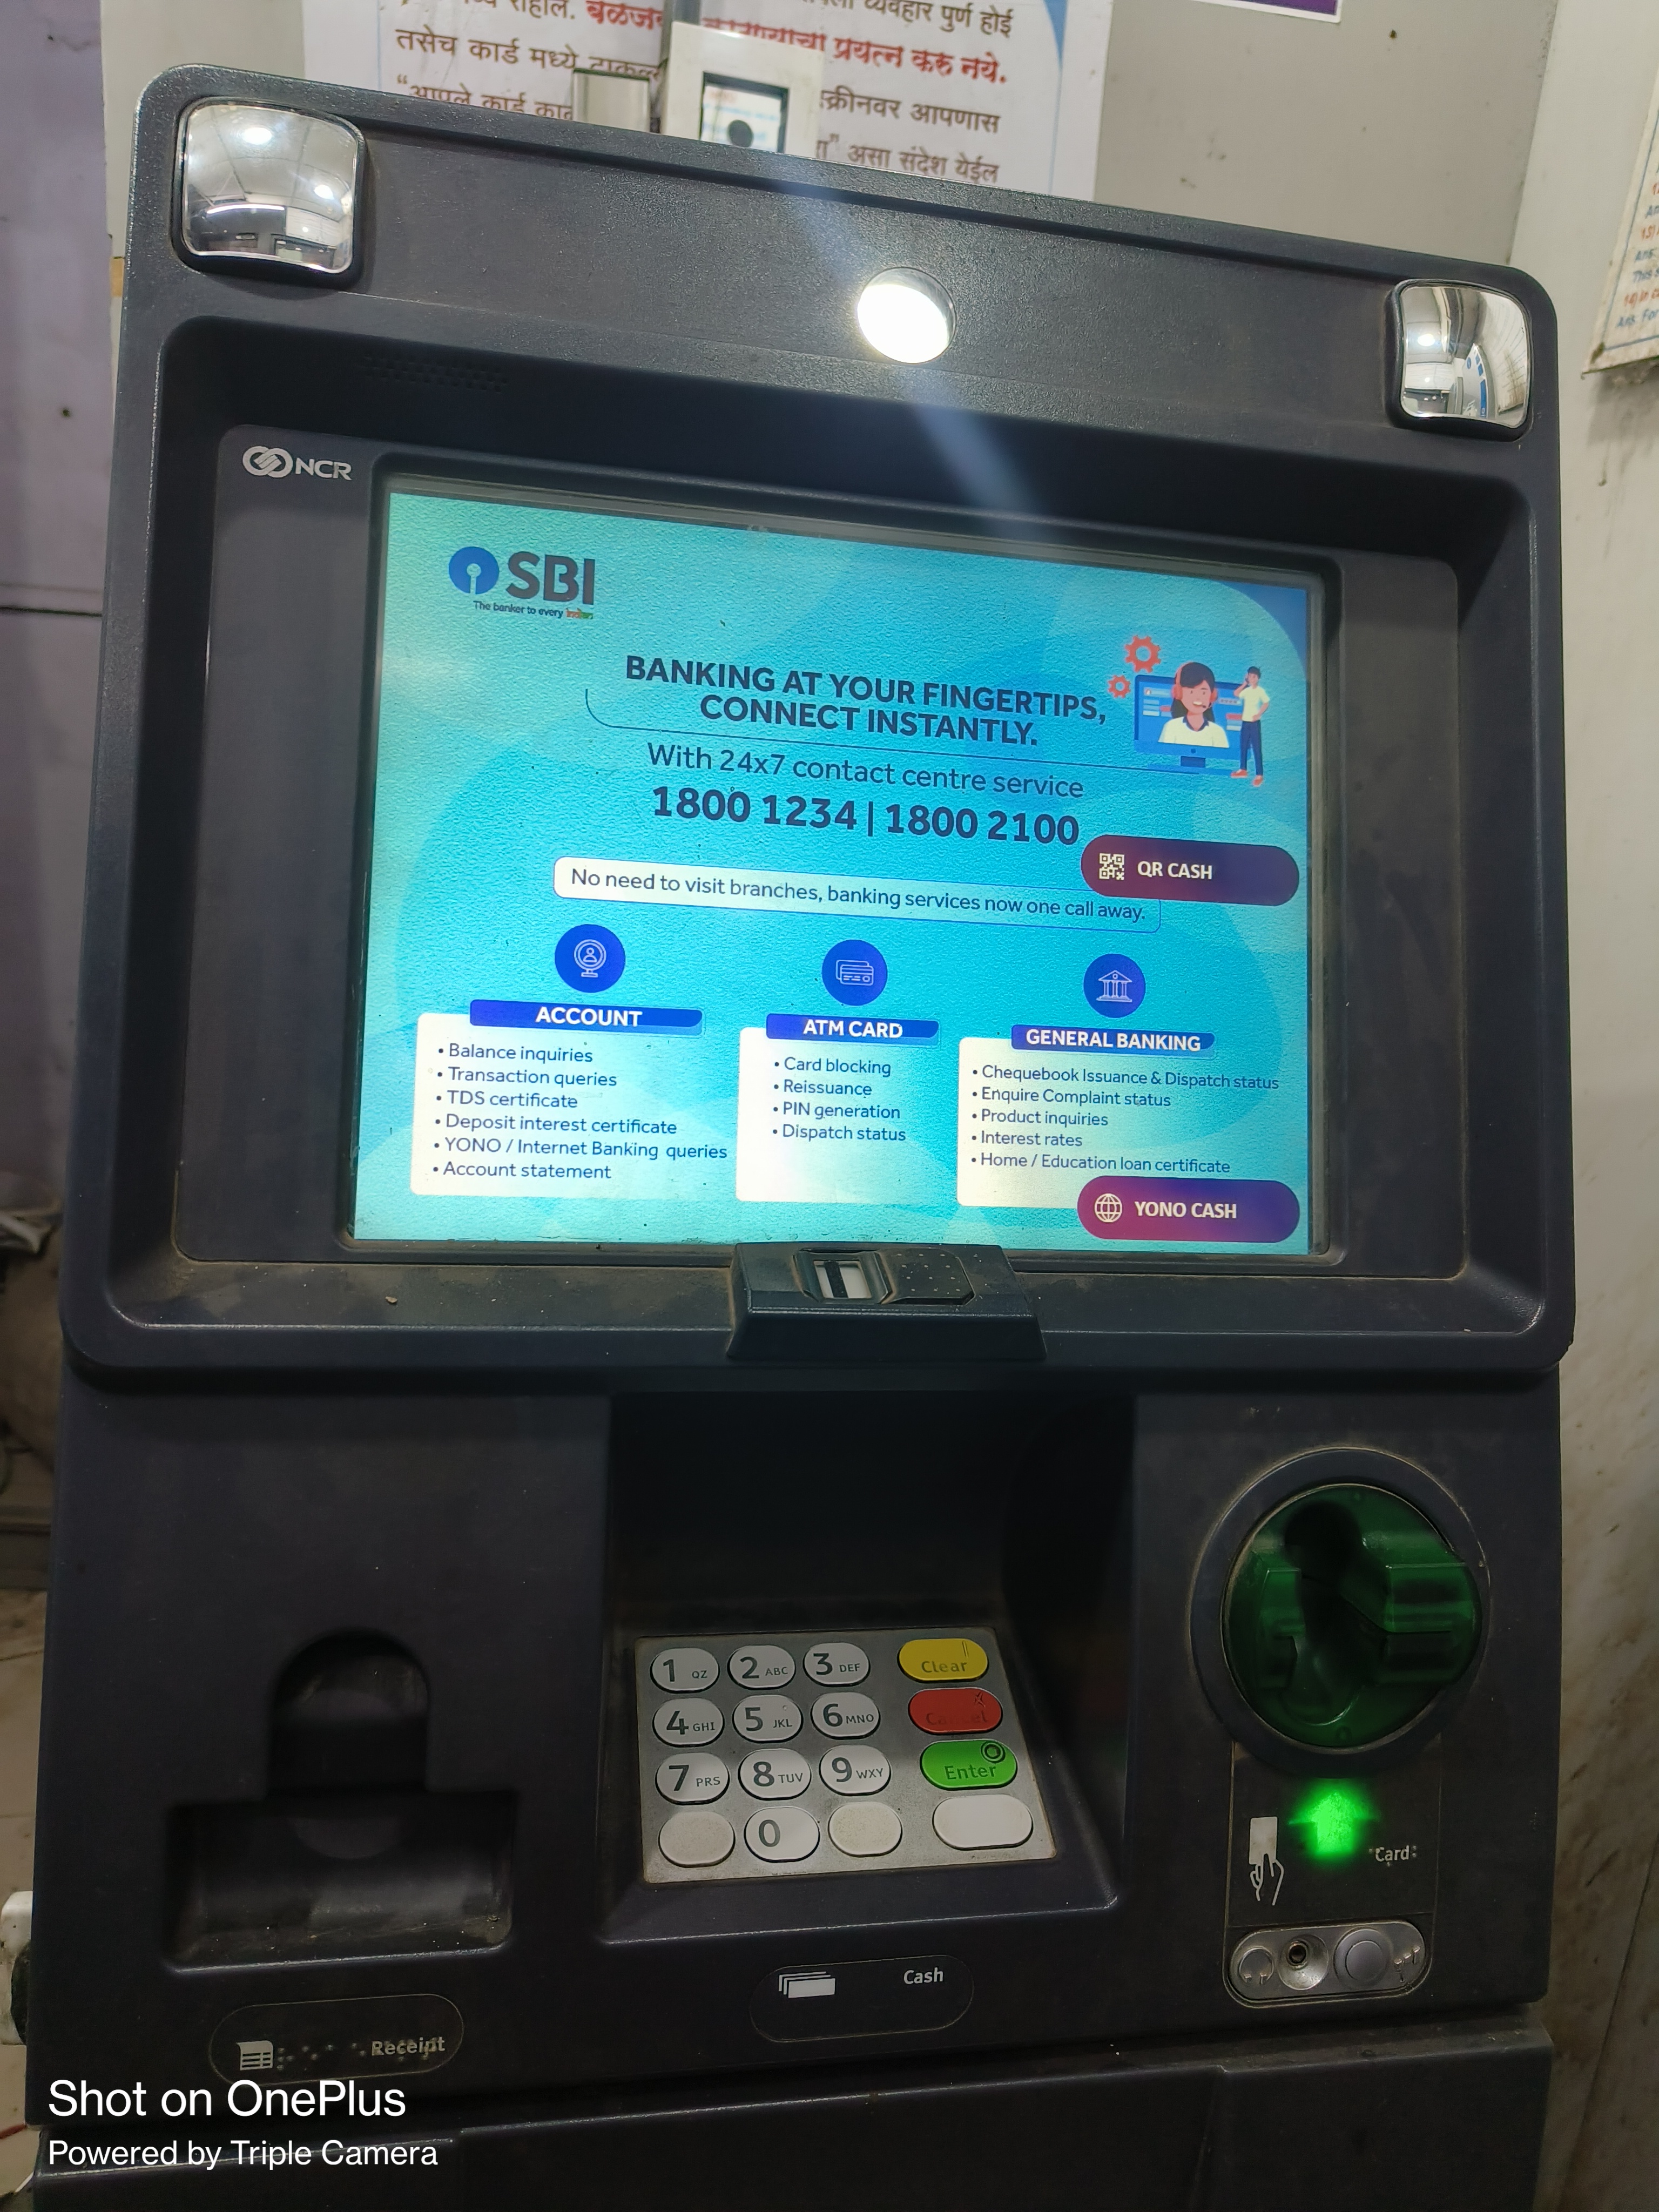 राहील.
व्यवहार पुर्ण होई
तसेच कार्ड मध्ये
प्रयत्न करु नये.
"आपले कार्ड
स्क्रीनवर आपणास
असा संदेश येईल
NCR
SBI
The banker to every Indian
BANKING AT YOUR FINGERTIPS,
CONNECT INSTANTLY.
With 24x7 contact centre service
1800 1234 | 1800 2100
QR CASH
No need to visit branches, banking services now one call away.
ACCOUNT
• Balance inquiries
• Transaction queries
• TDS certificate
• Deposit interest certificate
• YONO / Internet Banking queries
• Account statement
ATM CARD
• Card blocking
• Reissuance
• PIN generation
• Dispatch status
GENERAL BANKING
• Chequebook Issuance & Dispatch status
• Enquire Complaint status
• Product inquiries
• Interest rates
• Home / Education loan certificate
YONO CASH
1 QZ 2 ABC 3 DEF Clear
4 GHI 5 JKL 6 MNO Cancel
7 PRS 8 TUV 9 WXY Enter
0
Card
Cash
Receipt
Shot on OnePlus
Powered by Triple Camera